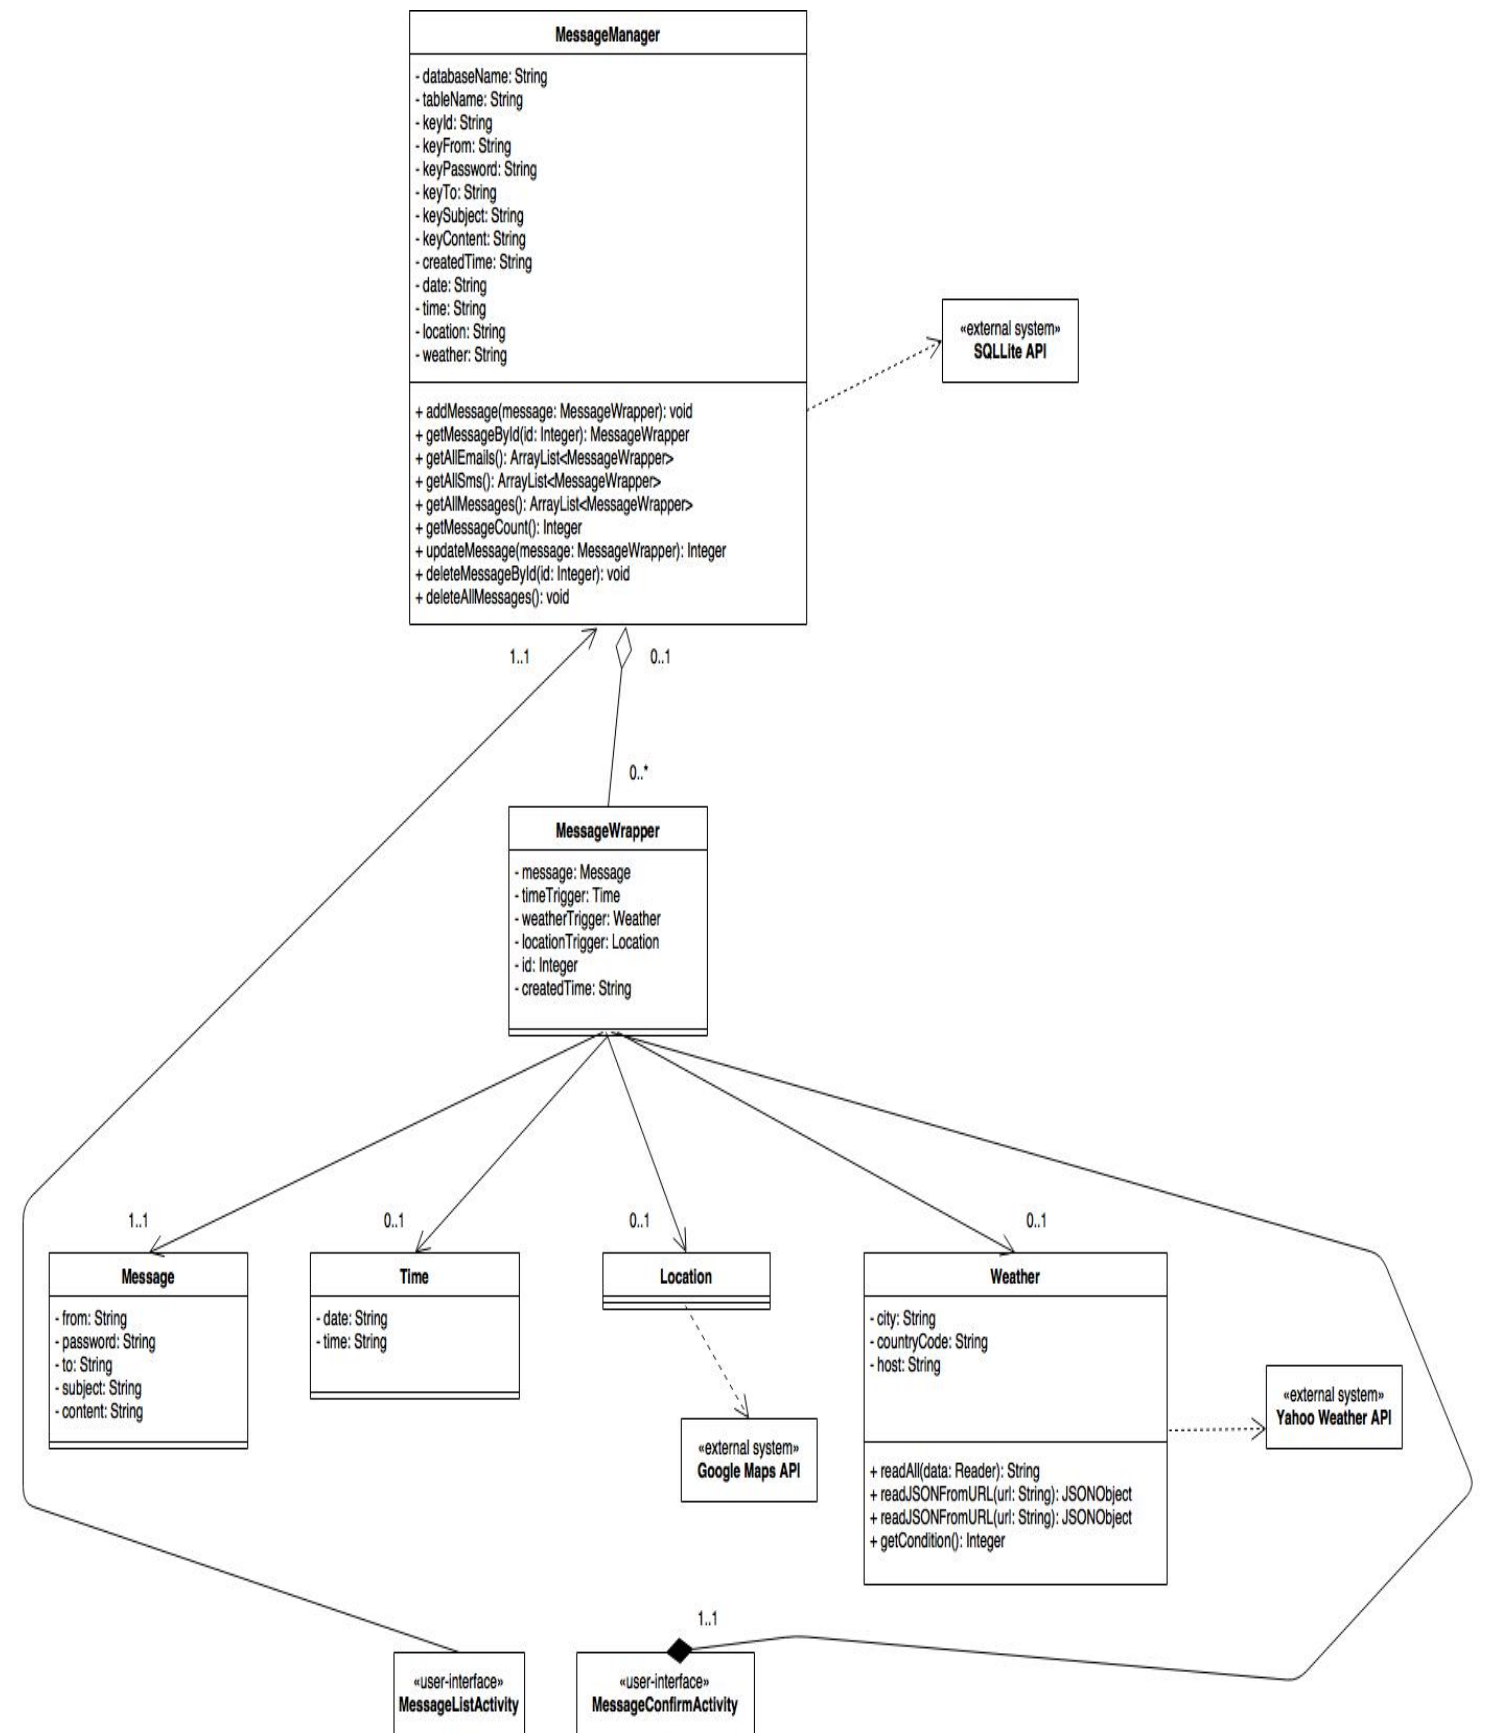 MessageManager
- databaseName: String
- tableName: String
- keyId: String
- keyFrom: String
- keyPassword: String
- keyTo: String
- keySubject: String
- keyContent: String
- createdTime: String
- date: String
- time: String
- location: String
- weather: String
«external system»
SQLLite API
+ addMessage(message: MessageWrapper): void
+ getMessageById(id: Integer): MessageWrapper
+ getAllEmails(): ArrayList<MessageWrapper>
+ getAllSms(): ArrayList<MessageWrapper>
+ getAllMessages(): ArrayList<MessageWrapper>
+ getMessageCount(): Integer
+ updateMessage(message: MessageWrapper): Integer
+ deleteMessageById(id: Integer): void
+ deleteAllMessages(): void
1..1
0..1
0..*
MessageWrapper
- message: Message
- timeTrigger: Time
- weatherTrigger: Weather
- locationTrigger: Location
- id: Integer
- createdTime: String
1..1
0..1
0..1
0..1
Message
- from: String
- password: String
- to: String
- subject: String
- content: String
Time
- date: String
- time: String
Location
«external system»
Google Maps API
Weather
- city: String
- countryCode: String
- host: String
+ readAll(data: Reader): String
+ readJSONFromURL(url: String): JSONObject
+ readJSONFromURL(url: String): JSONObject
+ getCondition(): Integer
«external system»
Yahoo Weather API
1..1
«user-interface»
MessageListActivity
«user-interface»
MessageConfirmActivity